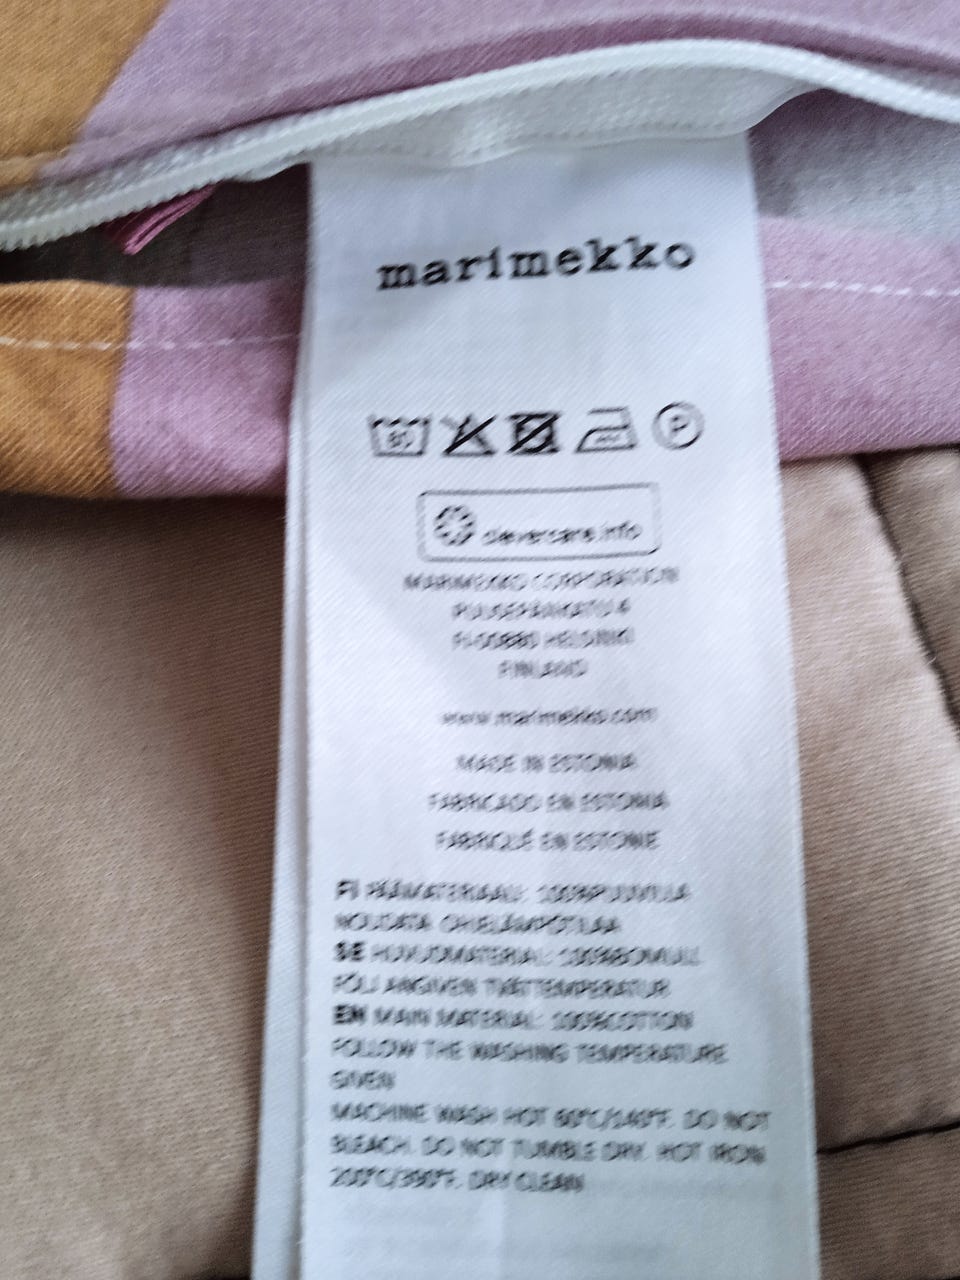 marimekko
60
P
clevercare.info
MARIMEKKO CORPORATION
PUUSEPÄNKATU 4
FI-00880 HELSINKI
FINLAND
www.marimekko.com
MADE IN ESTONIA
FABRICADO EN ESTONIA
FABRIQUÉ EN ESTONIE
FI PÄÄMATERIAALI: 100%PUUVILLA
NOUDATA OHJELÄMPÖTILAA
SE HUVUDMATERIAL: 100%BOMULL
FÖLJ ANGIVEN TVÄTTEMPERATUR
EN MAIN MATERIAL: 100%COTTON
FOLLOW THE WASHING TEMPERATURE
GIVEN
MACHINE WASH HOT 60°C/140°F. DO NOT
BLEACH. DO NOT TUMBLE DRY. HOT IRON
200°C/390°F. DRY CLEAN